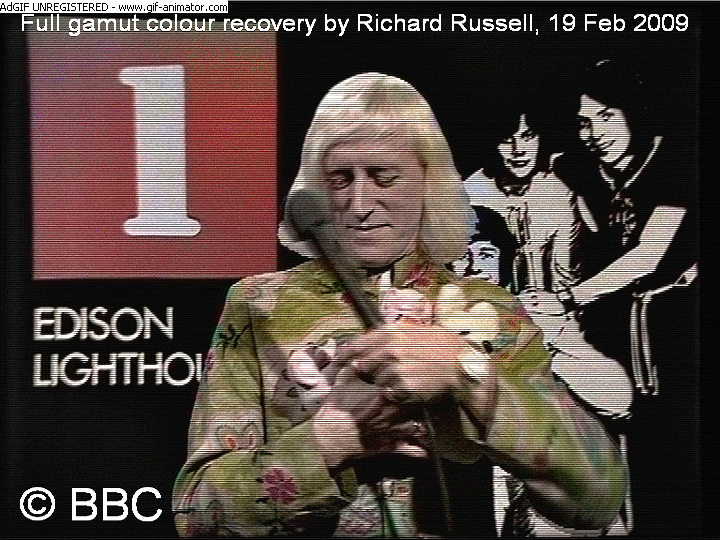 AdGIF UNREGISTERED - www.gif-animator.com
Full gamut colour recovery by Richard Russell, 19 Feb 2009
1
EDISON
LIGHTHO
© BBC